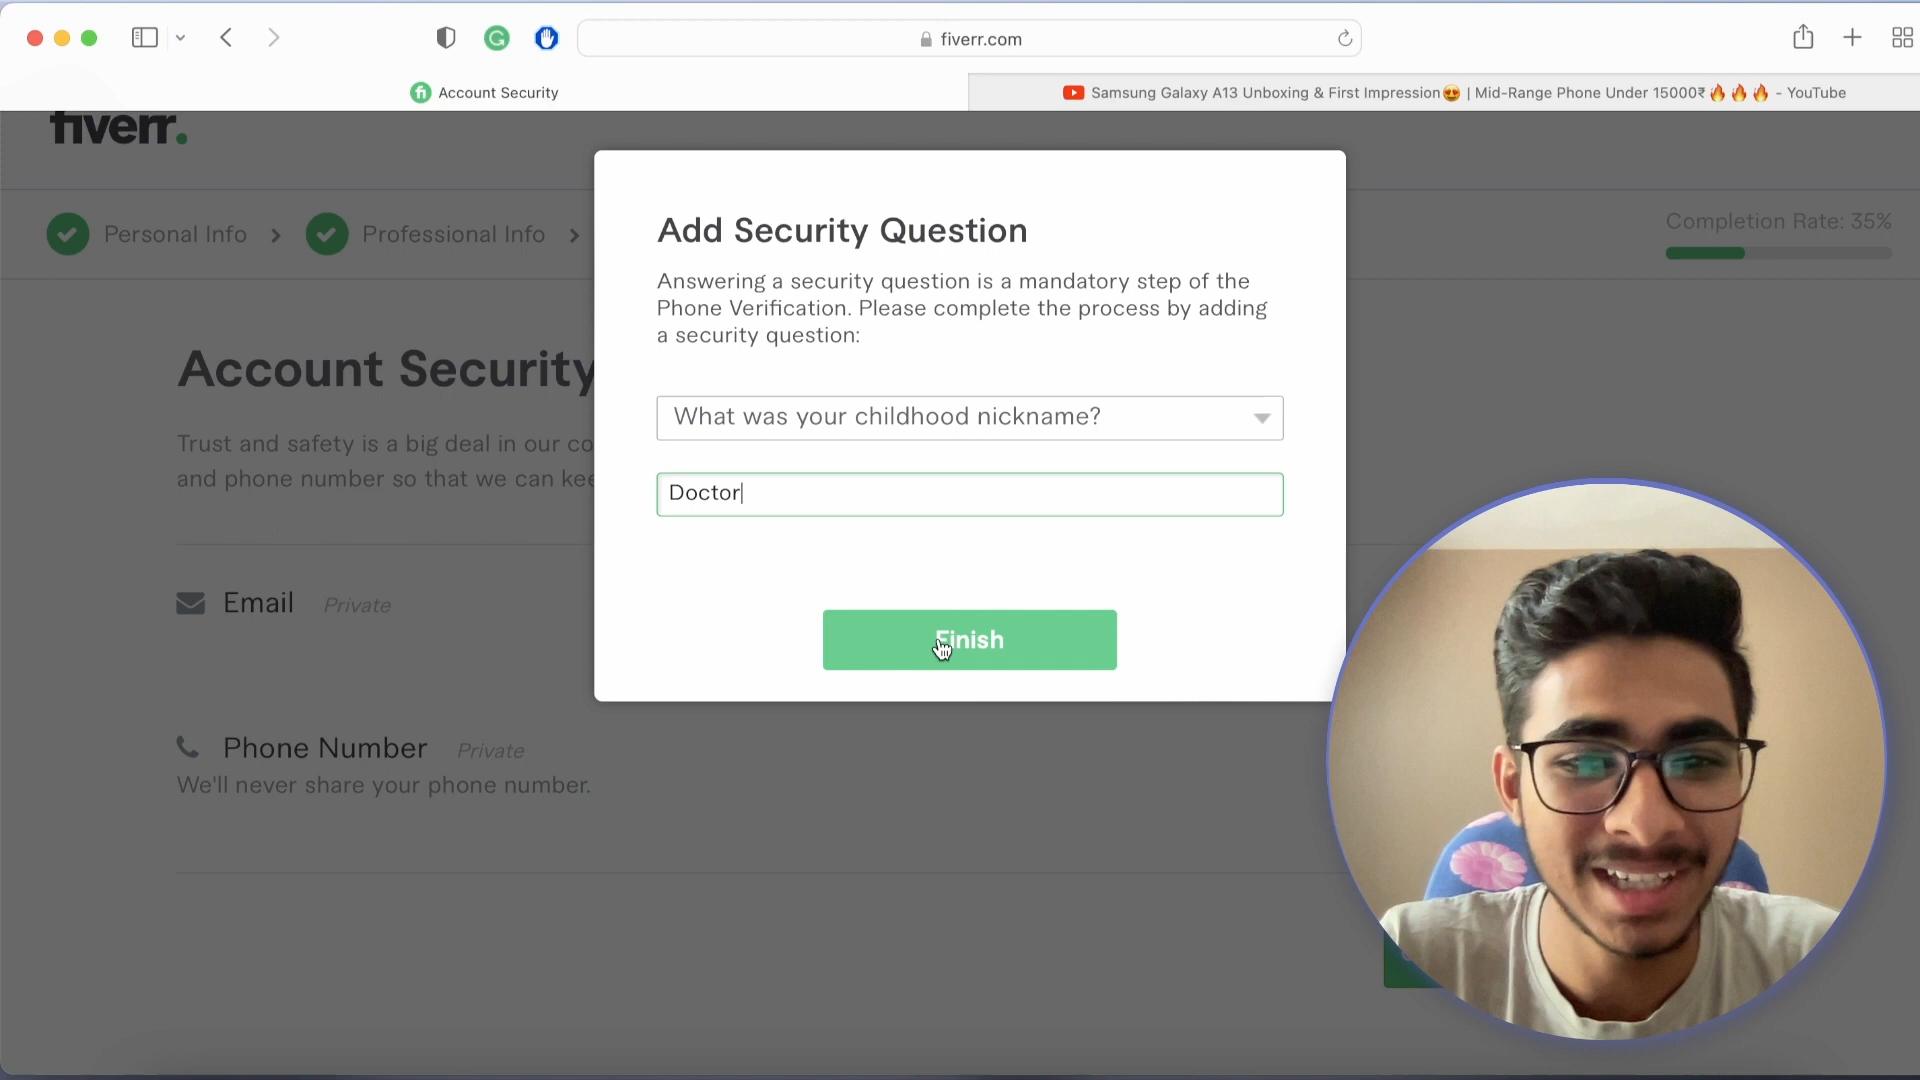 fiverr.com
Account Security
Samsung Galaxy A13 Unboxing & First Impression😍 | Mid-Range Phone Under 15000₹🔥🔥🔥 - YouTube
fiverr.
Personal Info
Professional Info
Completion Rate: 35%
Add Security Question
Answering a security question is a mandatory step of the
Phone Verification. Please complete the process by adding
a security question:
What was your childhood nickname?
Doctor
Finish
Account Security
Trust and safety is a big deal in our co
and phone number so that we can kee
Email Private
Phone Number Private
We'll never share your phone number.